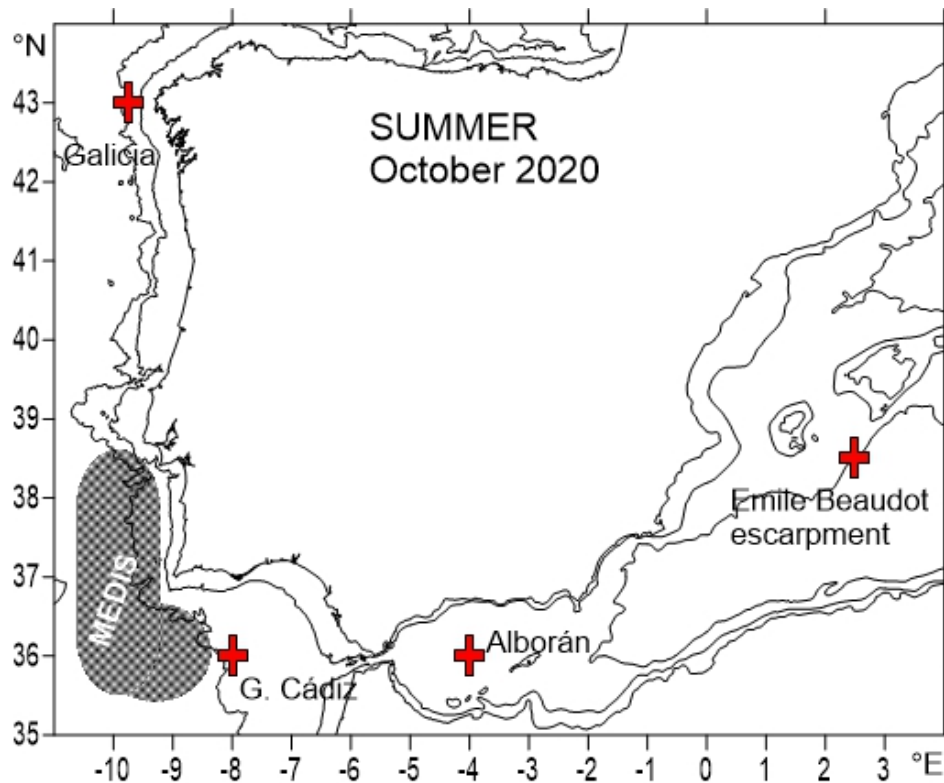 °N
SUMMER
October 2020
43
Galicia
42
41
40
39
38
Emile Beaudot
escarpment
37
MEDIS
36
Alborán
G. Cádiz
35
-10 -9 -8 -7 -6 -5 -4 -3 -2 -1 0 1 2 3 °E